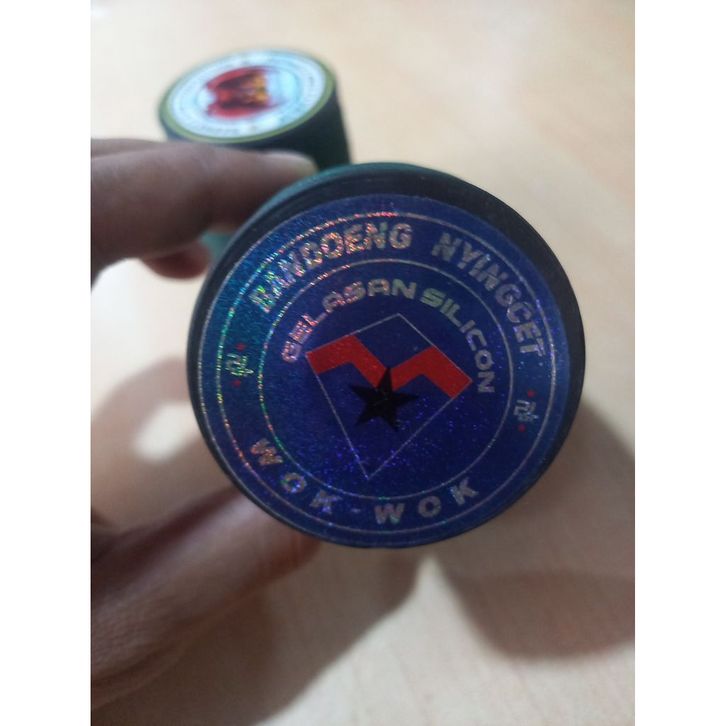 BANDOENG NYINGCET
GELASAN SILICON
WOK - WOK